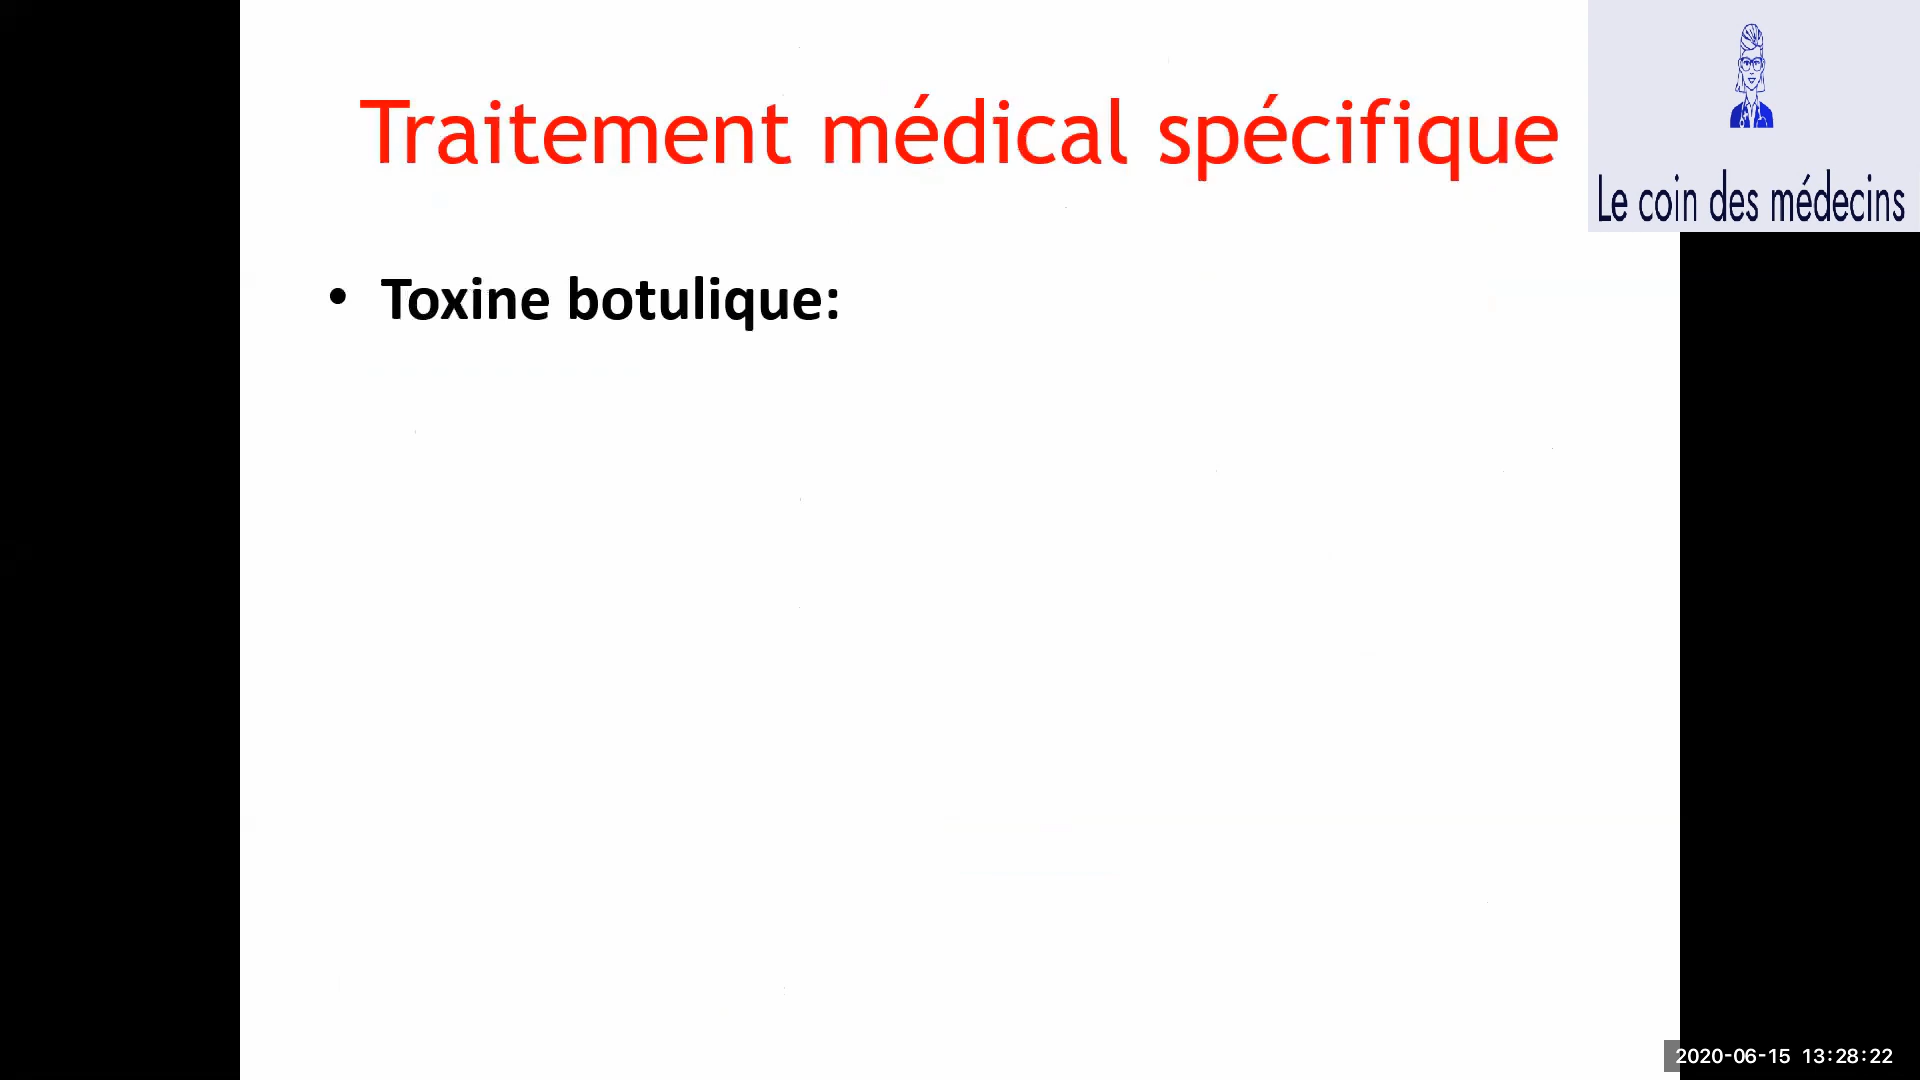 Traitement médical spécifique
Le coin des médecins
• Toxine botulique:
2020-06-15 13:28:22